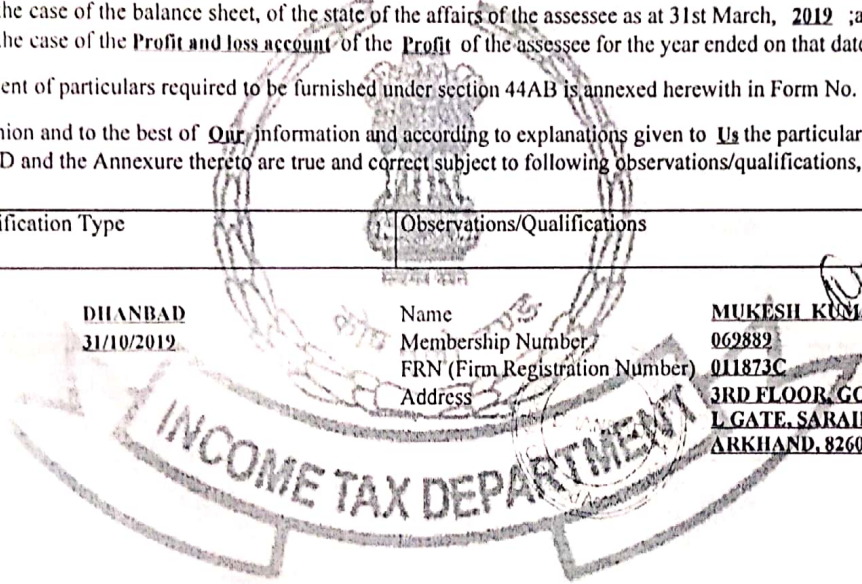 he case of the balance sheet, of the state of the affairs of the assessee as at 31st March, 2019 ;a
he case of the Profit and loss account of the Profit of the assessee for the year ended on that date
ent of particulars required to be furnished under section 44AB is annexed herewith in Form No.
nion and to the best of Our information and according to explanations given to Us the particular
D and the Annexure thereto are true and correct subject to following observations/qualifications,
ification Type Observations/Qualifications
सत्यमेव जयते
DHANBAD Name MUKESH KUMA
31/10/2019 Membership Number 069889
FRN (Firm Registration Number) 011873C
Address 3RD FLOOR, GO
L GATE, SARAI
ARKHAND, 8260
INCOME TAX DEPARTMENT